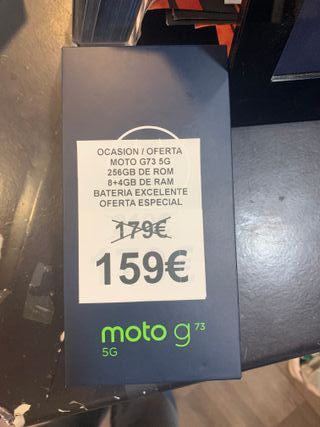 OCASION / OFERTA
MOTO G73 5G
256GB DE ROM
8+4GB DE RAM
BATERIA EXCELENTE
OFERTA ESPECIAL
179€
159€
moto g 73
5G